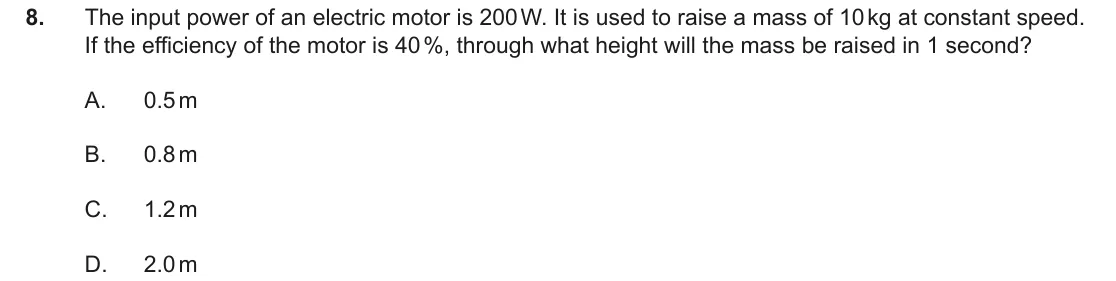 8. The input power of an electric motor is 200 W. It is used to raise a mass of 10 kg at constant speed.
If the efficiency of the motor is 40 %, through what height will the mass be raised in 1 second?
A. 0.5 m
B. 0.8 m
C. 1.2 m
D. 2.0 m